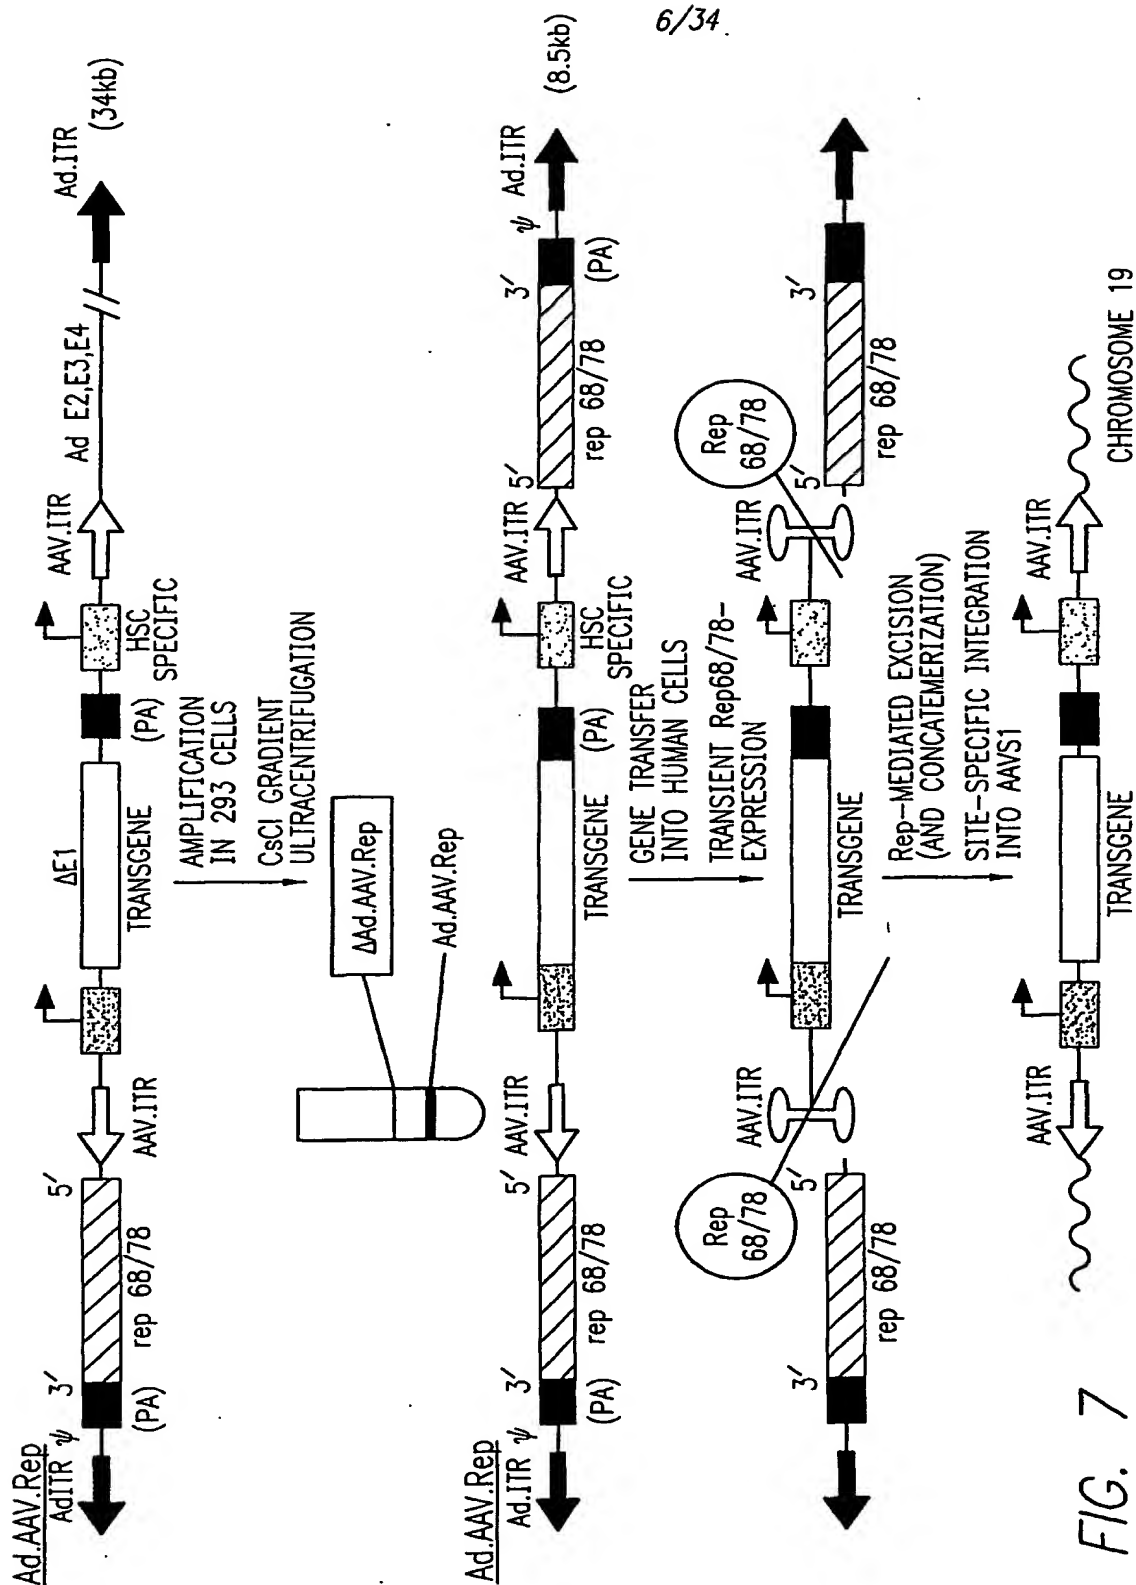 6/34
Ad.AAV.Rep
AdITR ψ 3′ 5′ AAV.ITR ΔE1 AAV.ITR Ad E2,E3,E4 Ad.ITR
(PA) rep 68/78 TRANSGENE (PA) HSC SPECIFIC (34kb)
AMPLIFICATION
IN 293 CELLS
CsCl GRADIENT
ULTRACENTRIFUGATION
ΔAd.AAV.Rep
Ad.AAV.Rep
Ad.AAV.Rep
Ad.ITR ψ 3′ 5′ AAV.ITR AAV.ITR 5′ 3′ ψ Ad.ITR
(PA) rep 68/78 TRANSGENE (PA) HSC SPECIFIC rep 68/78 (PA) (8.5kb)
GENE TRANSFER
INTO HUMAN CELLS
TRANSIENT Rep68/78-
EXPRESSION
Rep
68/78
Rep
68/78
3′ 5′ AAV.ITR AAV.ITR 5′ 3′
rep 68/78 TRANSGENE rep 68/78
Rep-MEDIATED EXCISION
(AND CONCATEMERIZATION)
SITE-SPECIFIC INTEGRATION
INTO AAVS1
AAV.ITR AAV.ITR
TRANSGENE CHROMOSOME 19
FIG. 7